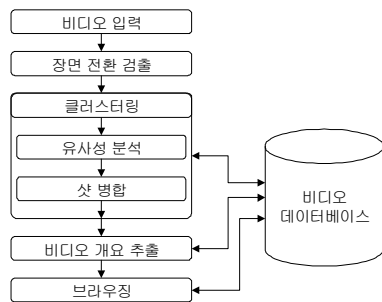 비디오 입력
장면 전환 검출
클러스터링
유사성 분석
샷 병합
비디오 개요 추출
브라우징
비디오
데이터베이스